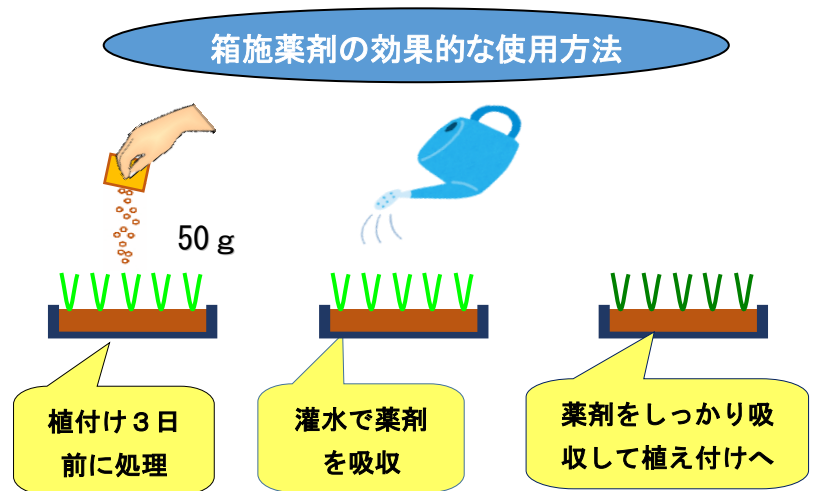 箱施薬剤の効果的な使用方法
50ｇ
植付け３日
前に処理
灌水で薬剤
を吸収
薬剤をしっかり吸
収して植え付けへ